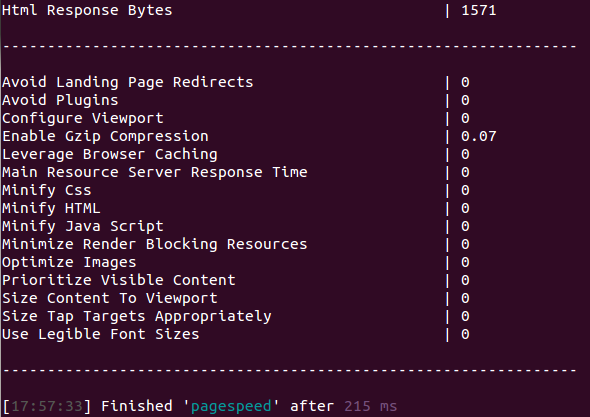 Html Response Bytes | 1571
----------------------------------------------------------------
Avoid Landing Page Redirects | 0
Avoid Plugins | 0
Configure Viewport | 0
Enable Gzip Compression | 0.07
Leverage Browser Caching | 0
Main Resource Server Response Time | 0
Minify Css | 0
Minify HTML | 0
Minify Java Script | 0
Minimize Render Blocking Resources | 0
Optimize Images | 0
Prioritize Visible Content | 0
Size Content To Viewport | 0
Size Tap Targets Appropriately | 0
Use Legible Font Sizes | 0
----------------------------------------------------------------
[17:57:33] Finished 'pagespeed' after 215 ms